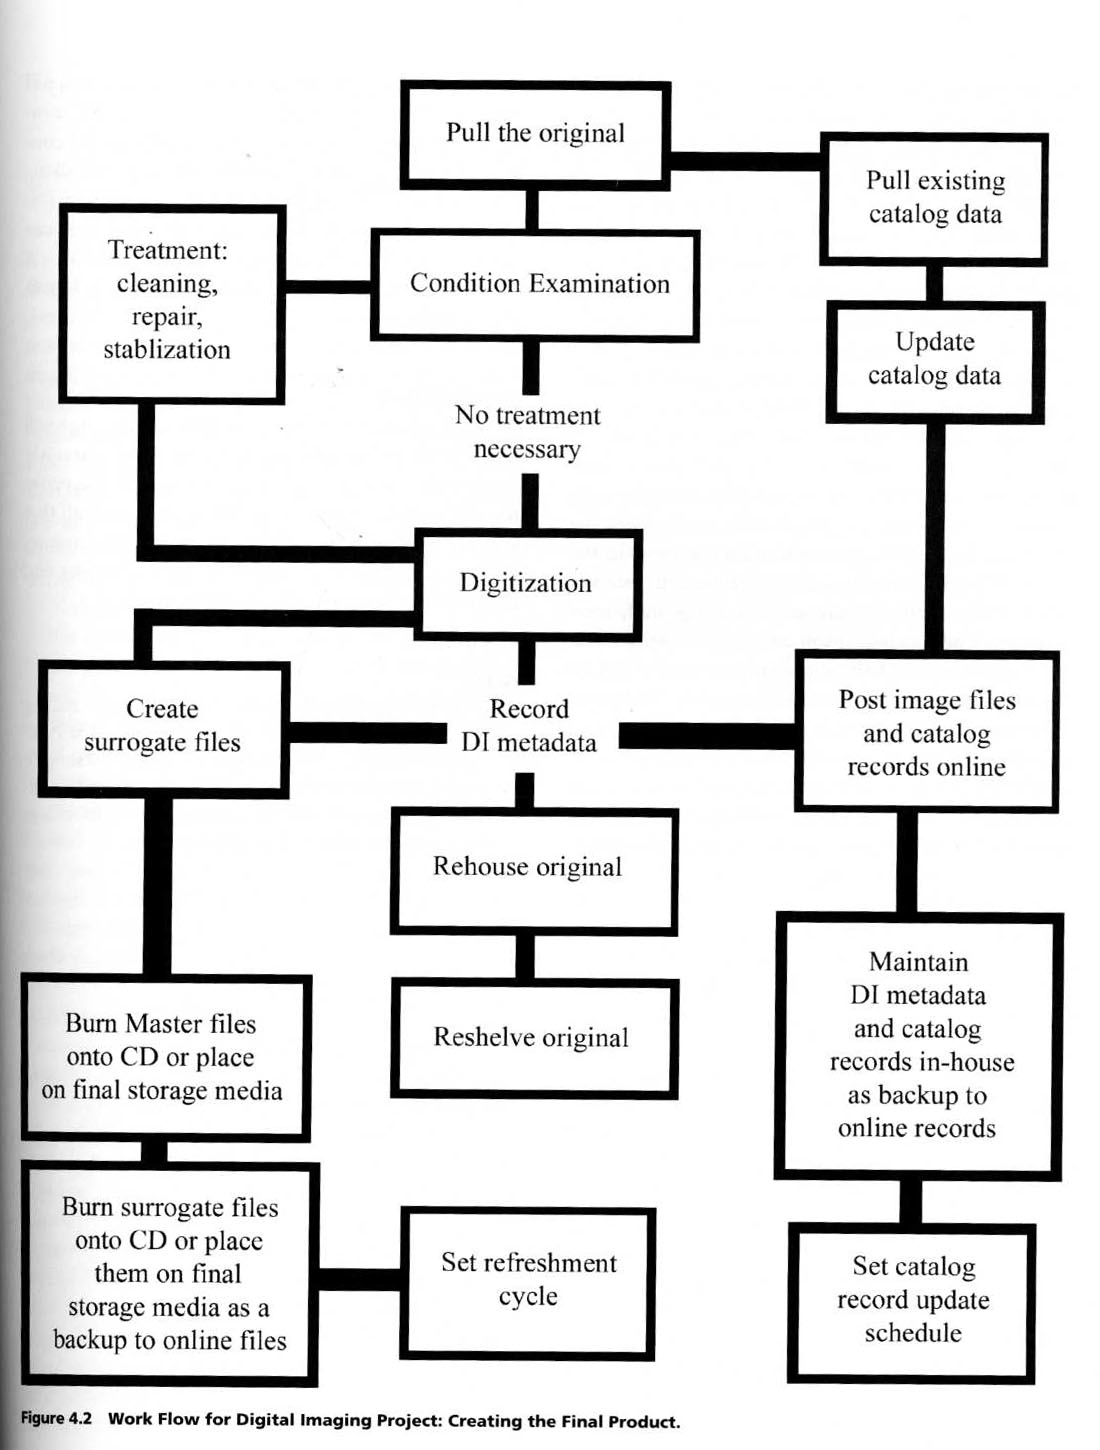 Pull the original
Pull existing
catalog data
Treatment:
cleaning,
repair,
stablization
Condition Examination
Update
catalog data
No treatment
necessary
Digitization
Create
surrogate files
Record
DI metadata
Post image files
and catalog
records online
Rehouse original
Reshelve original
Maintain
DI metadata
and catalog
records in-house
as backup to
online records
Burn Master files
onto CD or place
on final storage media
Burn surrogate files
onto CD or place
them on final
storage media as a
backup to online files
Set refreshment
cycle
Set catalog
record update
schedule
Figure 4.2 Work Flow for Digital Imaging Project: Creating the Final Product.